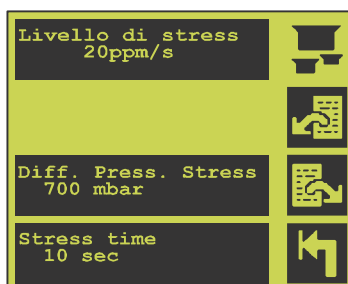 Livello di stress
20ppm/s
Diff. Press. Stress
700 mbar
Stress time
10 sec